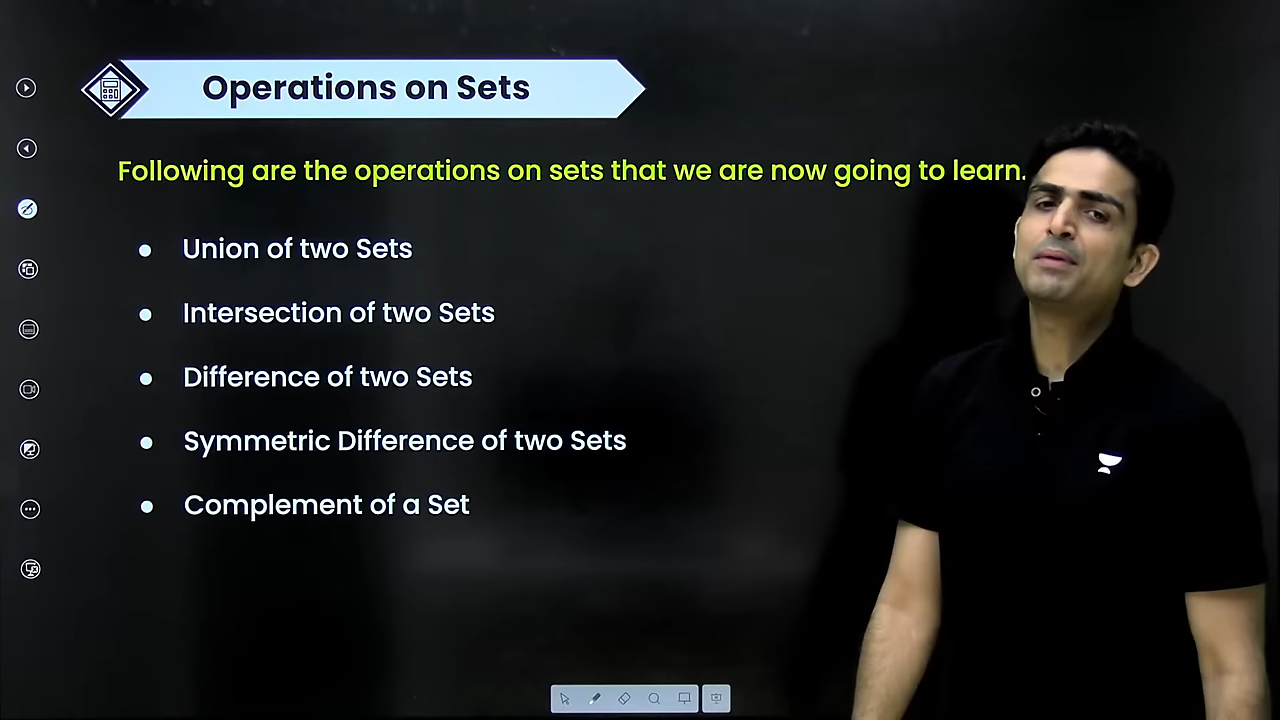 Operations on Sets
Following are the operations on sets that we are now going to learn.
Union of two Sets
Intersection of two Sets
Difference of two Sets
Symmetric Difference of two Sets
Complement of a Set